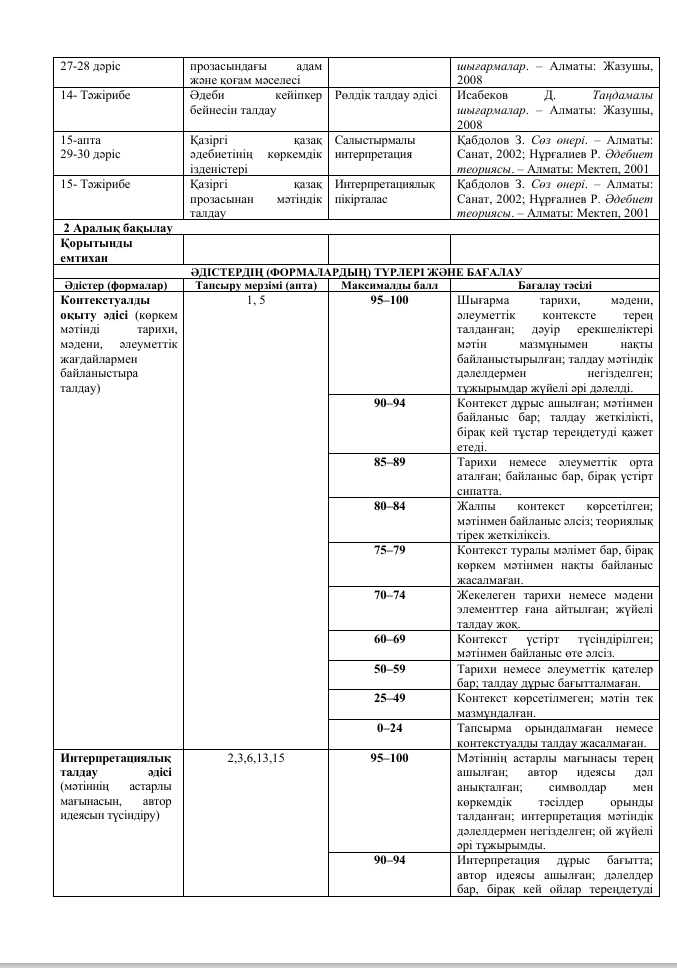 27-28 дәріс
прозасындағы адам
және қоғам мәселесі
шығармалар. – Алматы: Жазушы,
2008
14- Тәжірибе
Әдеби кейіпкер
бейнесін талдау
Рөлдік талдау әдісі
Исабеков Д. Таңдамалы
шығармалар. – Алматы: Жазушы,
2008
15-апта
29-30 дәріс
Қазіргі қазақ
әдебиетінің көркемдік
ізденістері
Салыстырмалы
интерпретация
Қабдолов З. Сөз өнері. – Алматы:
Санат, 2002; Нұрғалиев Р. Әдебиет
теориясы. – Алматы: Мектеп, 2001
15- Тәжірибе
Қазіргі қазақ
прозасынан мәтіндік
талдау
Интерпретациялық
пікірталас
Қабдолов З. Сөз өнері. – Алматы:
Санат, 2002; Нұрғалиев Р. Әдебиет
теориясы. – Алматы: Мектеп, 2001
2 Аралық бақылау
Қорытынды
емтихан
ӘДІСТЕРДІҢ (ФОРМАЛАРДЫҢ) ТҮРЛЕРІ ЖӘНЕ БАҒАЛАУ
Әдістер (формалар)
Тапсыру мерзімі (апта)
Максималды балл
Бағалау тәсілі
Контекстуалды
оқыту әдісі (көркем
мәтінді тарихи,
мәдени, әлеуметтік
жағдайлармен
байланыстыра
талдау)
1, 5
95–100
Шығарма тарихи, мәдени,
әлеуметтік контексте терең
талданған; дәуір ерекшеліктері
мәтін мазмұнымен нақты
байланыстырылған; талдау мәтіндік
дәлелдермен негізделген;
тұжырымдар жүйелі әрі дәлелді.
90–94
Контекст дұрыс ашылған; мәтінмен
байланыс бар; талдау жеткілікті,
бірақ кей тұстар тереңдетуді қажет
етеді.
85–89
Тарихи немесе әлеуметтік орта
аталған; байланыс бар, бірақ үстірт
сипатта.
80–84
Жалпы контекст көрсетілген;
мәтінмен байланыс әлсіз; теориялық
тірек жеткіліксіз.
75–79
Контекст туралы мәлімет бар, бірақ
көркем мәтінмен нақты байланыс
жасалмаған.
70–74
Жекелеген тарихи немесе мәдени
элементтер ғана айтылған; жүйелі
талдау жоқ.
60–69
Контекст үстірт түсіндірілген;
мәтінмен байланыс өте әлсіз.
50–59
Тарихи немесе әлеуметтік қателер
бар; талдау дұрыс бағытталмаған.
25–49
Контекст көрсетілмеген; мәтін тек
мазмұндалған.
0–24
Тапсырма орындалмаған немесе
контекстуалды талдау жасалмаған.
Интерпретациялық
талдау әдісі
(мәтіннің астарлы
мағынасын, автор
идеясын түсіндіру)
2,3,6,13,15
95–100
Мәтіннің астарлы мағынасы терең
ашылған; автор идеясы дәл
анықталған; символдар мен
көркемдік тәсілдер орынды
талданған; интерпретация мәтіндік
дәлелдермен негізделген; ой жүйелі
әрі тұжырымды.
90–94
Интерпретация дұрыс бағытта;
автор идеясы ашылған; дәлелдер
бар, бірақ кей ойлар тереңдетуді